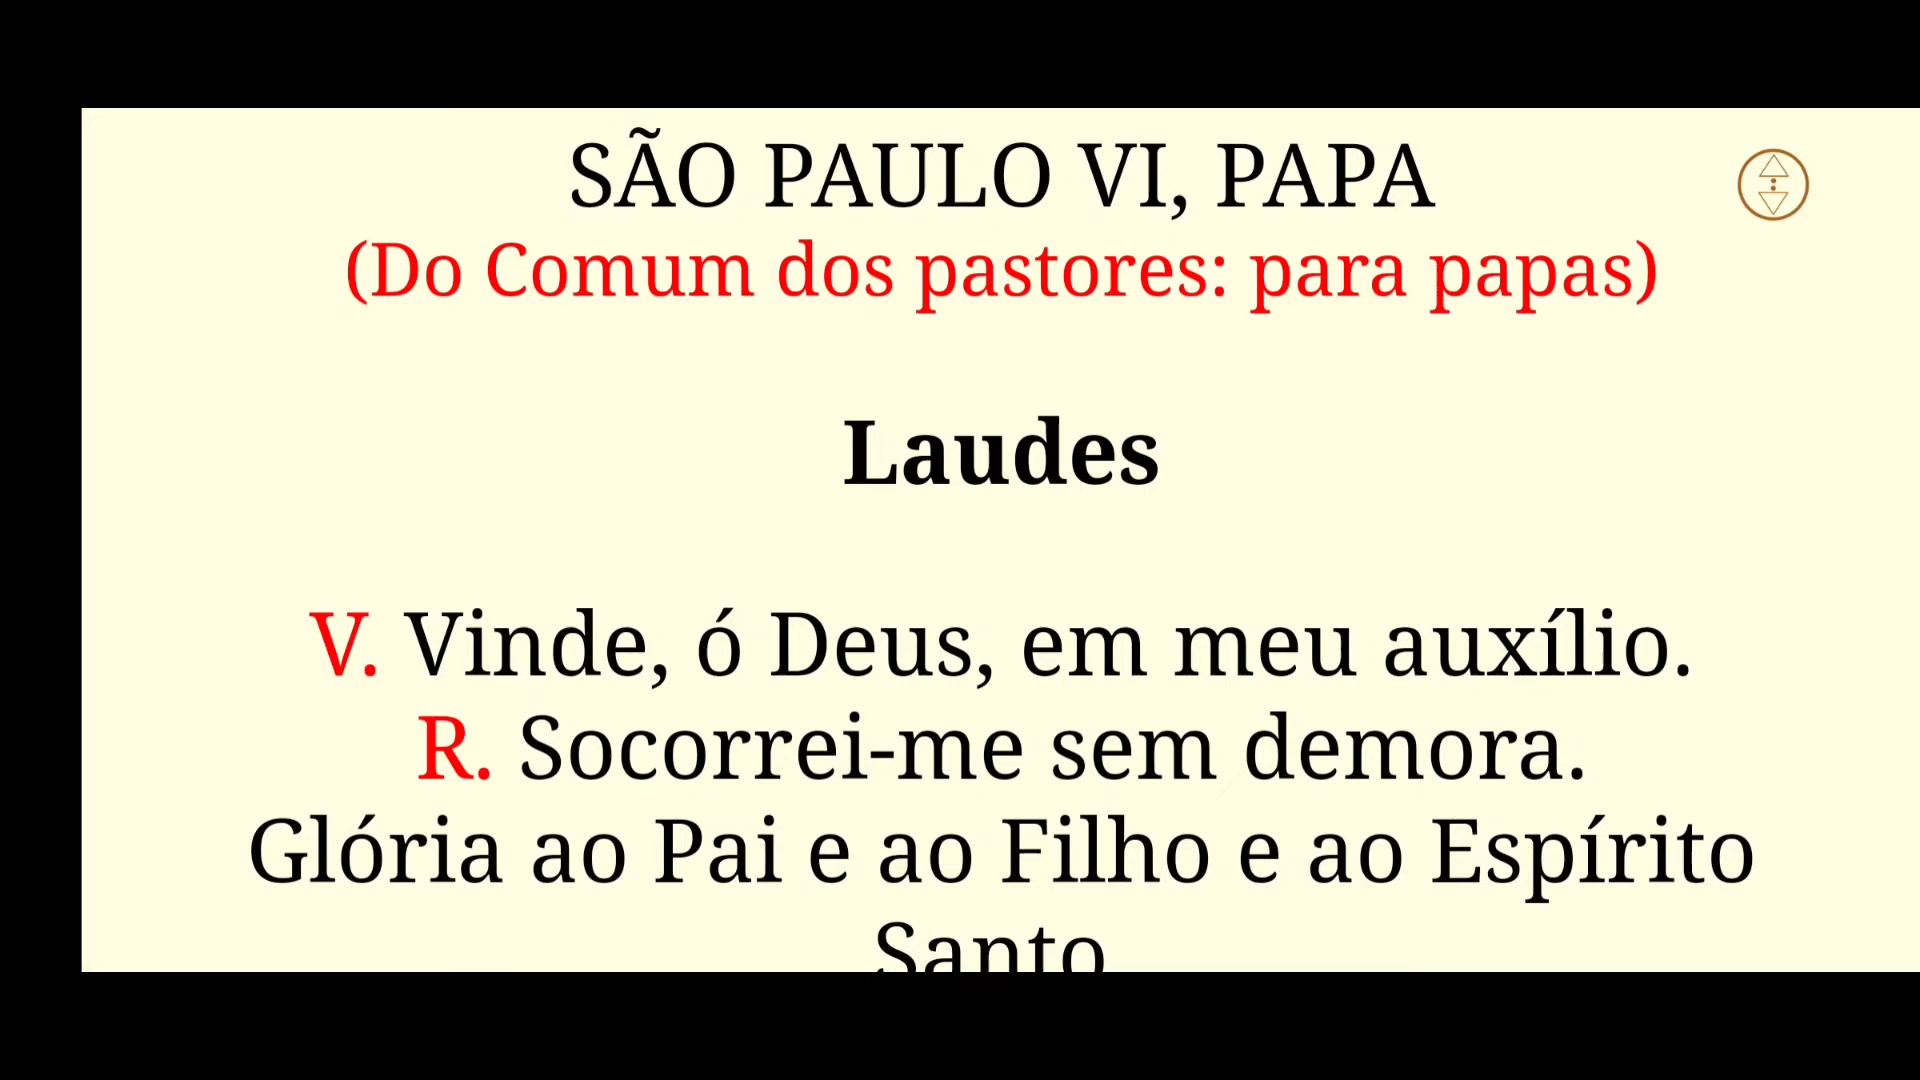 SÃO PAULO VI, PAPA
(Do Comum dos pastores: para papas)
Laudes
V. Vinde, ó Deus, em meu auxílio.
R. Socorrei-me sem demora.
Glória ao Pai e ao Filho e ao Espírito
Santo